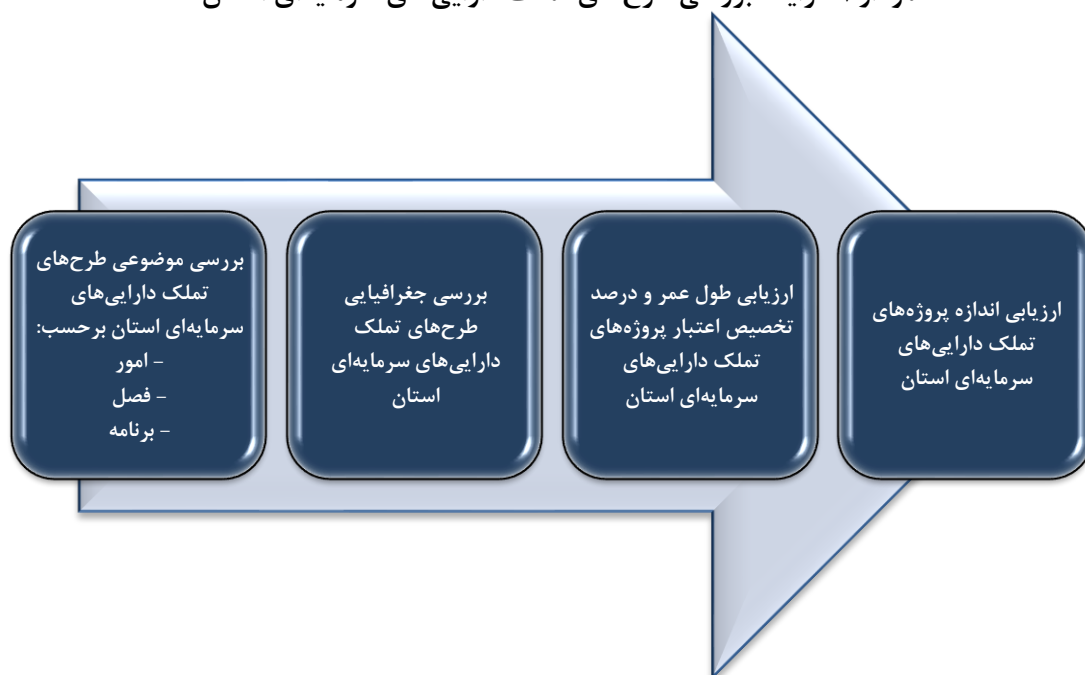 بررسی موضوعی طرح‌های
تملک دارایی‌های
سرمایه‌ای استان برحسب:
- امور
- فصل
- برنامه
بررسی جغرافیایی
طرح‌های تملک
دارایی‌های سرمایه‌ای
استان
ارزیابی طول عمر و درصد
تخصیص اعتبار پروژه‌های
تملک دارایی‌های
سرمایه‌ای استان
ارزیابی اندازه پروژه‌های
تملک دارایی‌های
سرمایه‌ای استان